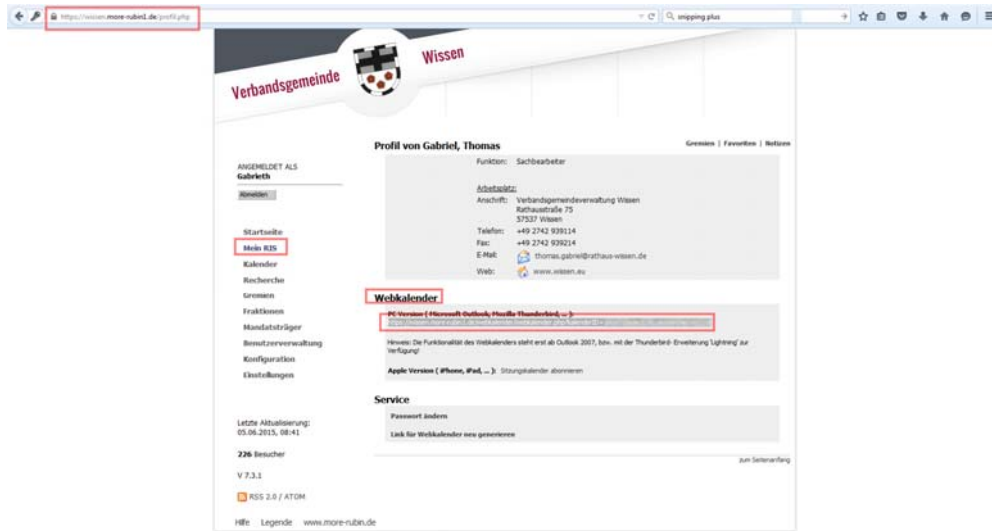 https://wissen.more-rubin1.de/profil.php
snipping plus
Verbandsgemeinde
Wissen
Profil von Gabriel, Thomas
Gremien | Favoriten | Notizen
ANGEMELDET ALS
Gabrieth
Abmelden
Funktion: Sachbearbeiter
Arbeitsplatz:
Anschrift: Verbandsgemeindeverwaltung Wissen
Rathausstraße 75
57537 Wissen
Telefon: +49 2742 939114
Fax: +49 2742 939214
E-Mail: thomas.gabriel@rathaus-wissen.de
Web: www.wissen.eu
Startseite
Mein RIS
Kalender
Recherche
Gremien
Fraktionen
Mandatsträger
Benutzerverwaltung
Konfiguration
Einstellungen
Webkalender
PC Version ( Microsoft Outlook, Mozilla Thunderbird, ... ):
Hinweis: Die Funktionalität des Webkalenders steht erst ab Outlook 2007, bzw. mit der Thunderbird- Erweiterung 'Lightning' zur
Verfügung!
Apple Version ( iPhone, iPad, ... ): Sitzungskalender abonnieren
Service
Passwort ändern
Link für Webkalender neu generieren
Letzte Aktualisierung:
05.06.2015, 08:41
226 Besucher
V 7.3.1
RSS 2.0 / ATOM
zum Seitenanfang
Hilfe Legende www.more-rubin.de